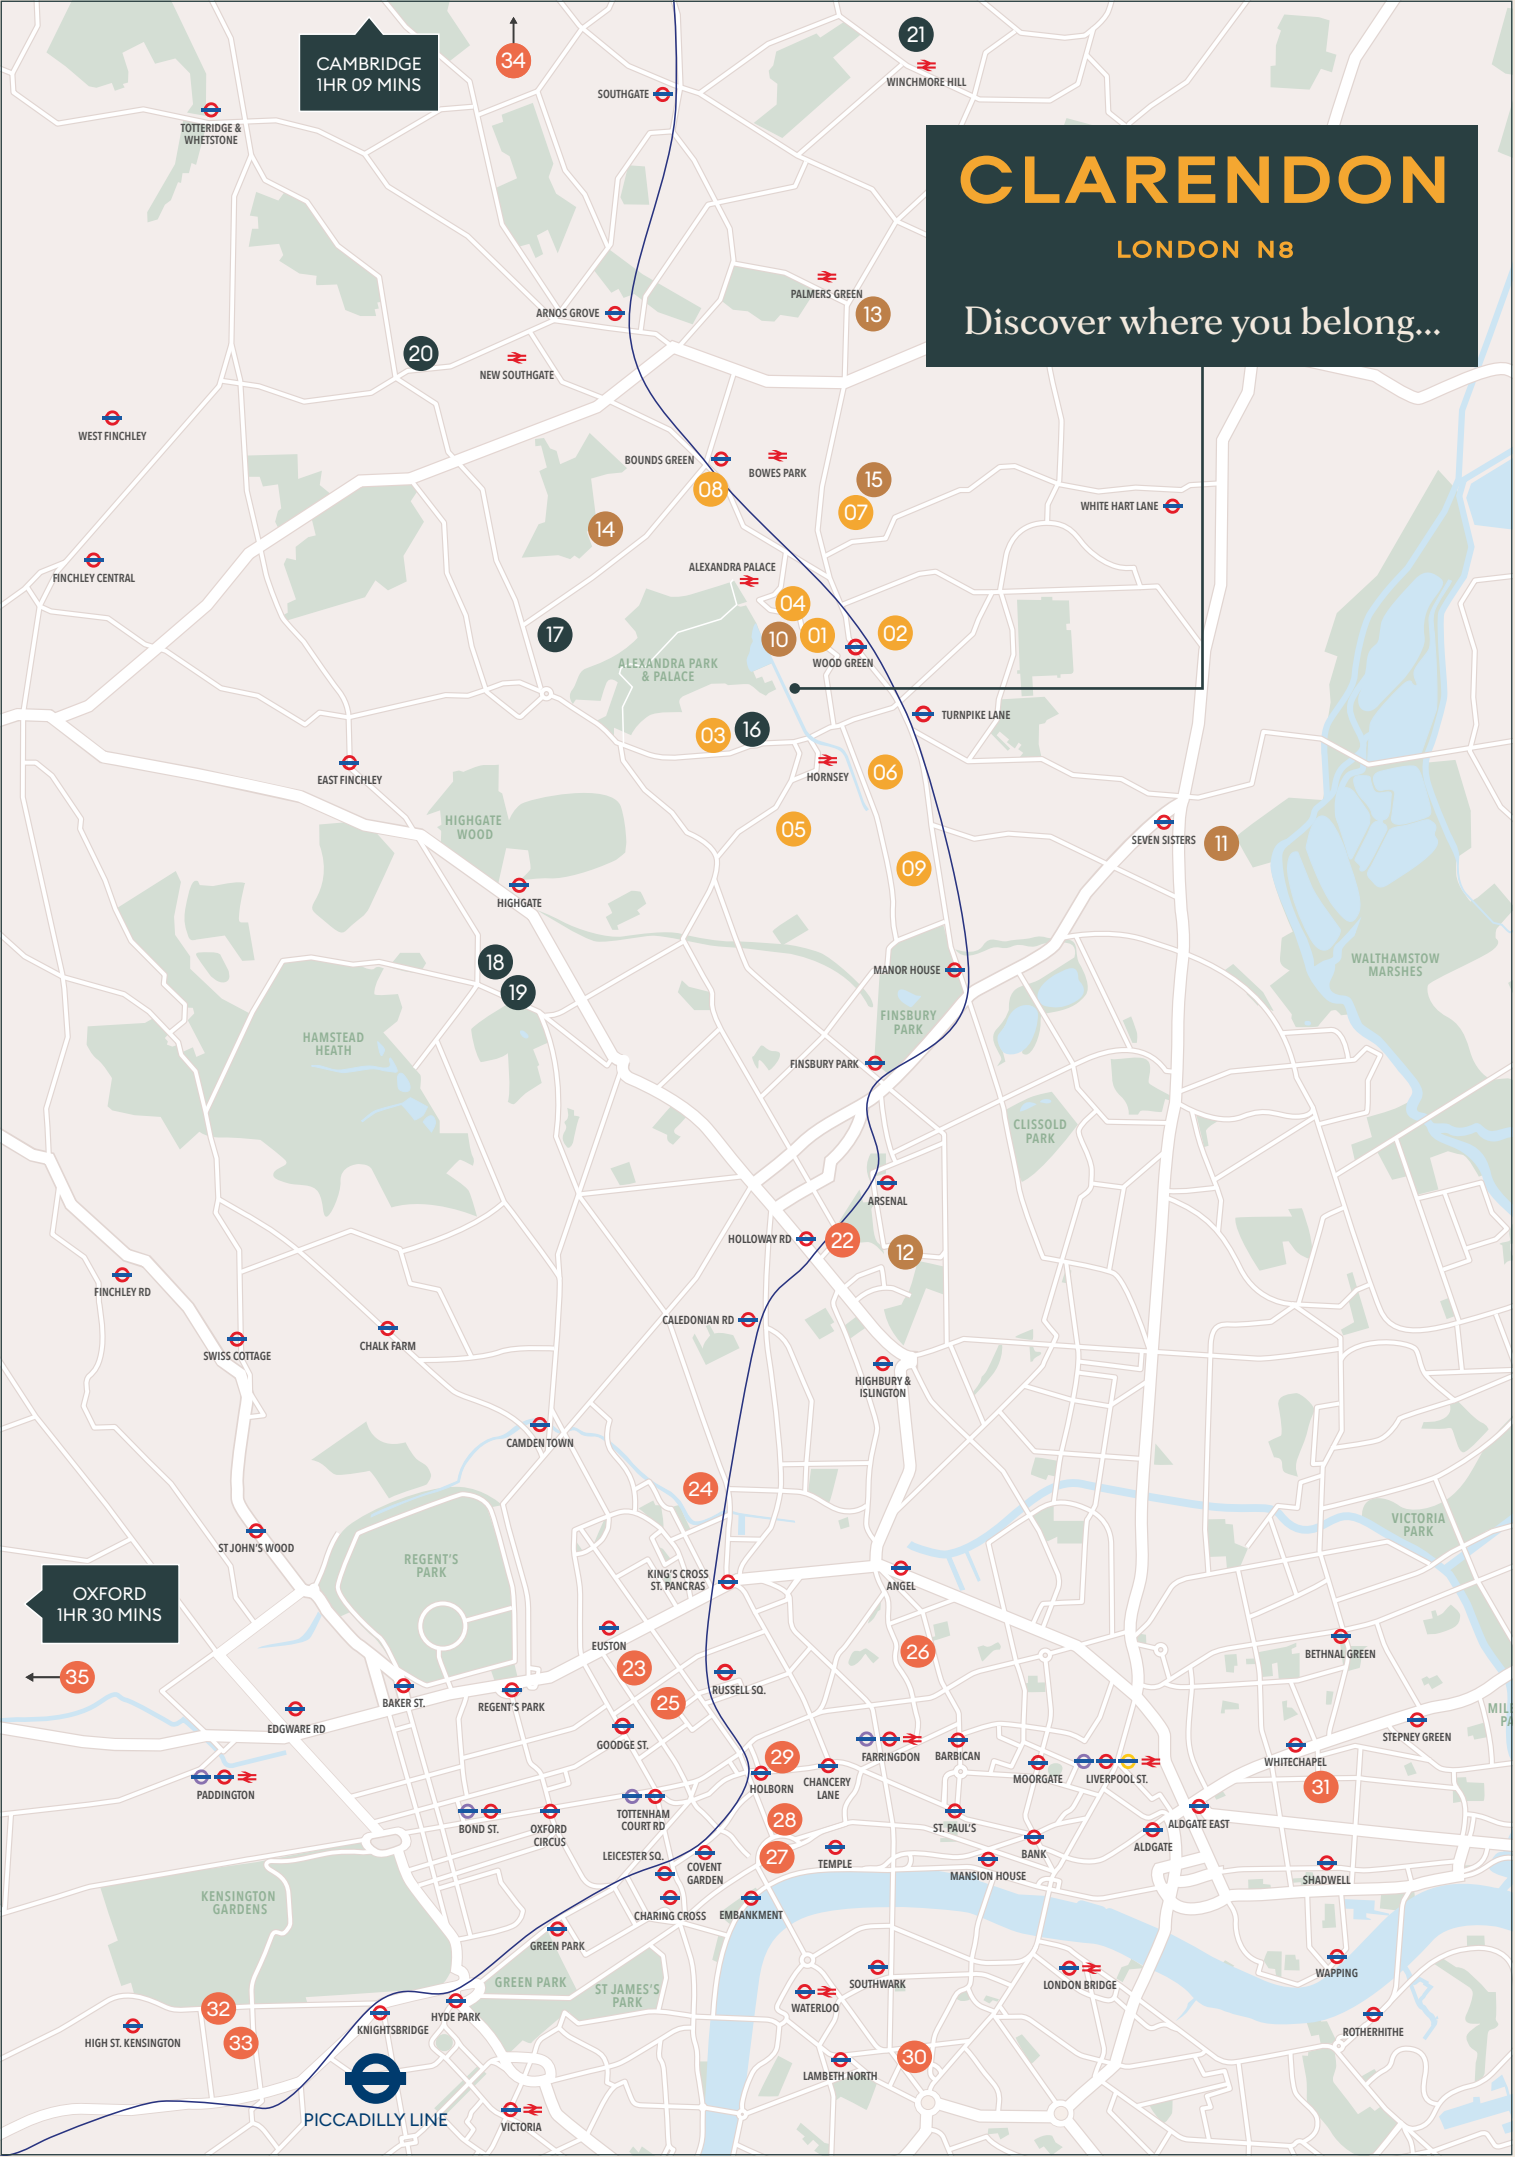 CAMBRIDGE
1HR 09 MINS
34
21
WINCHMORE HILL
SOUTHGATE
TOTTERIDGE &
WHETSTONE
CLARENDON
LONDON N8
Discover where you belong...
PALMERS GREEN
13
ARNOS GROVE
20
NEW SOUTHGATE
WEST FINCHLEY
BOUNDS GREEN
BOWES PARK
08
15
07
WHITE HART LANE
14
FINCHLEY CENTRAL
ALEXANDRA PALACE
04
17
10
01
02
WOOD GREEN
ALEXANDRA PARK
& PALACE
TURNPIKE LANE
03
16
EAST FINCHLEY
HORNSEY
06
HIGHGATE
WOOD
05
SEVEN SISTERS
11
09
HIGHGATE
18
19
MANOR HOUSE
WALTHAMSTOW
MARSHES
FINSBURY
PARK
HAMSTEAD
HEATH
FINSBURY PARK
CLISSOLD
PARK
ARSENAL
HOLLOWAY RD
22
12
FINCHLEY RD
CALEDONIAN RD
SWISS COTTAGE
CHALK FARM
HIGHBURY &
ISLINGTON
CAMDEN TOWN
24
VICTORIA
PARK
ST JOHN'S WOOD
REGENT'S
PARK
KING'S CROSS
ST. PANCRAS
ANGEL
OXFORD
1HR 30 MINS
EUSTON
26
BETHNAL GREEN
35
23
RUSSELL SQ.
BAKER ST.
REGENT'S PARK
25
MILE
PA
EDGWARE RD
GOODGE ST.
STEPNEY GREEN
29
FARRINGDON
BARBICAN
WHITECHAPEL
PADDINGTON
HOLBORN
CHANCERY
LANE
MOORGATE
LIVERPOOL ST.
31
BOND ST.
OXFORD
CIRCUS
TOTTENHAM
COURT RD
28
ST. PAUL'S
ALDGATE EAST
ALDGATE
LEICESTER SQ.
COVENT
GARDEN
27
TEMPLE
BANK
MANSION HOUSE
SHADWELL
KENSINGTON
GARDENS
CHARING CROSS
EMBANKMENT
GREEN PARK
GREEN PARK
ST JAMES'S
PARK
SOUTHWARK
LONDON BRIDGE
WAPPING
32
HYDE PARK
WATERLOO
KNIGHTSBRIDGE
ROTHERHITHE
HIGH ST. KENSINGTON
33
30
LAMBETH NORTH
PICCADILLY LINE
VICTORIA